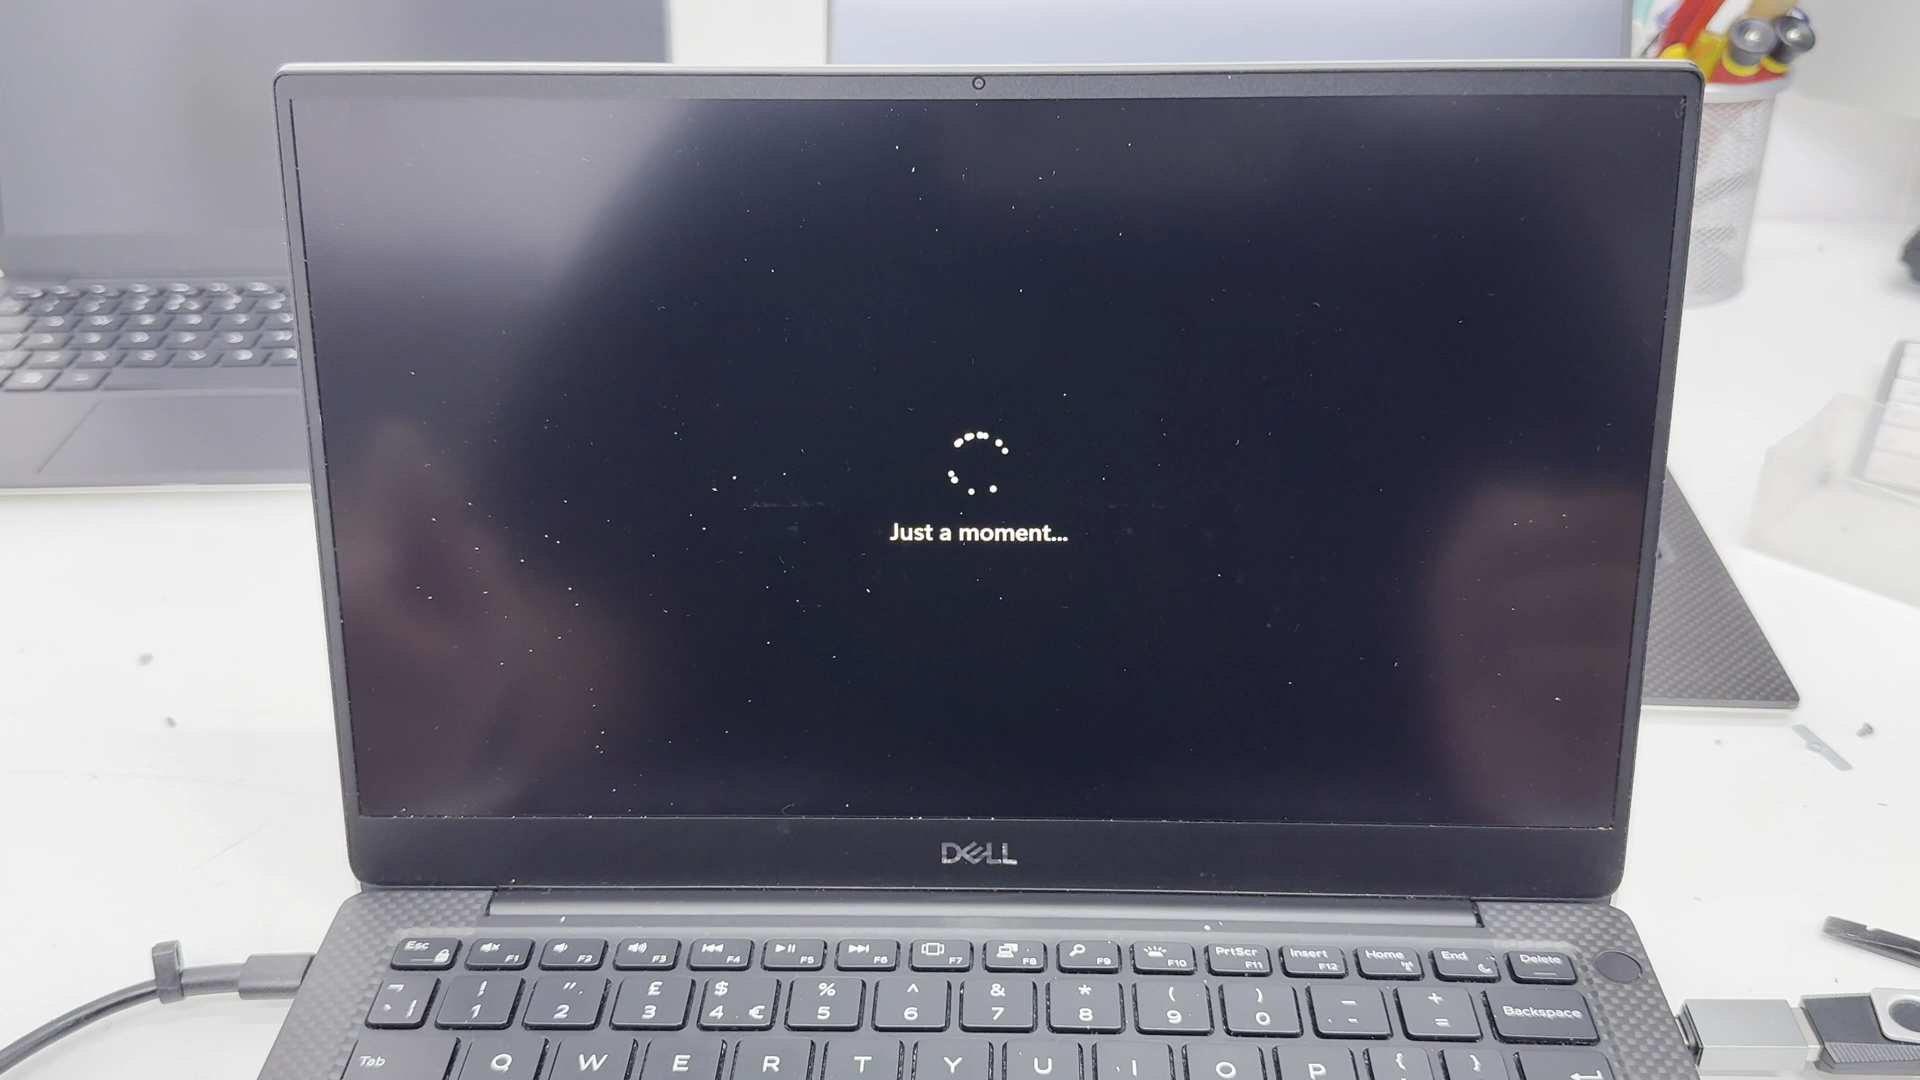 Just a moment...
DELL
Esc F1 F2 F3 F4 F5 F6 F7 F8 F9 F10 PrtScr F11 Insert F12 Home End Delete
¬ ` ¦ ! 1 " 2 £ 3 $ 4 € % 5 ^ 6 & 7 * 8 ( 9 ) 0 _ - + = Backspace
Tab Q W E R T Y U I O P { }